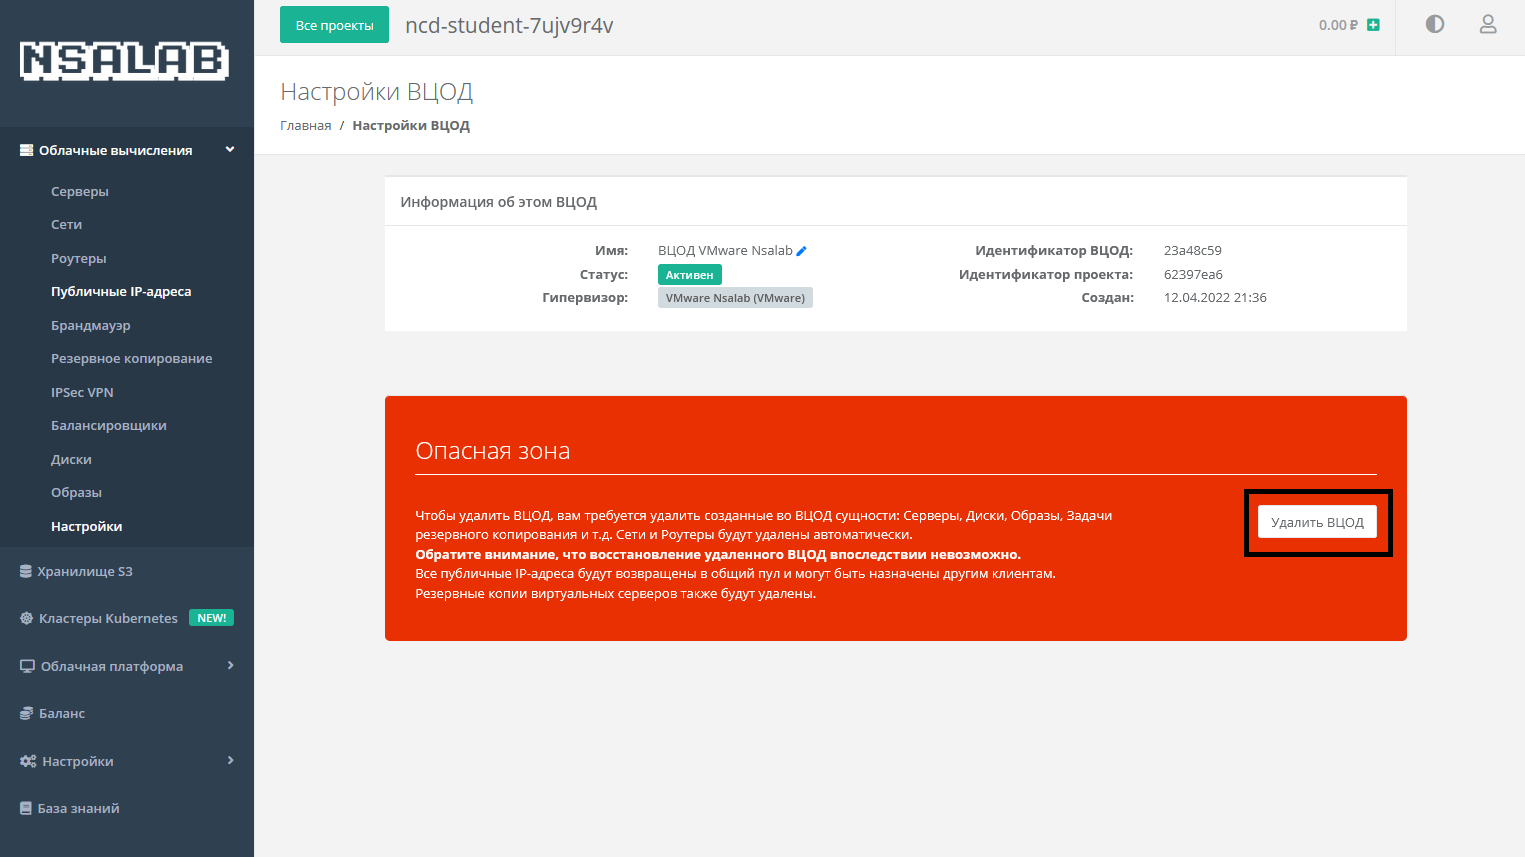 NSALAB
Все проекты
ncd-student-7ujv9r4v
0.00 ₽
Настройки ВЦОД
Главная / Настройки ВЦОД
Облачные вычисления
Серверы
Сети
Роутеры
Публичные IP-адреса
Брандмауэр
Резервное копирование
IPSec VPN
Балансировщики
Диски
Образы
Настройки
Хранилище S3
Кластеры Kubernetes NEW!
Облачная платформа
Баланс
Настройки
База знаний
Информация об этом ВЦОД
Имя: ВЦОД VMware Nsalab
Статус: Активен
Гипервизор: VMware Nsalab (VMware)
Идентификатор ВЦОД: 23a48c59
Идентификатор проекта: 62397ea6
Создан: 12.04.2022 21:36
Опасная зона
Чтобы удалить ВЦОД, вам требуется удалить созданные во ВЦОД сущности: Серверы, Диски, Образы, Задачи
резервного копирования и т.д. Сети и Роутеры будут удалены автоматически.
Обратите внимание, что восстановление удаленного ВЦОД впоследствии невозможно.
Все публичные IP-адреса будут возвращены в общий пул и могут быть назначены другим клиентам.
Резервные копии виртуальных серверов также будут удалены.
Удалить ВЦОД